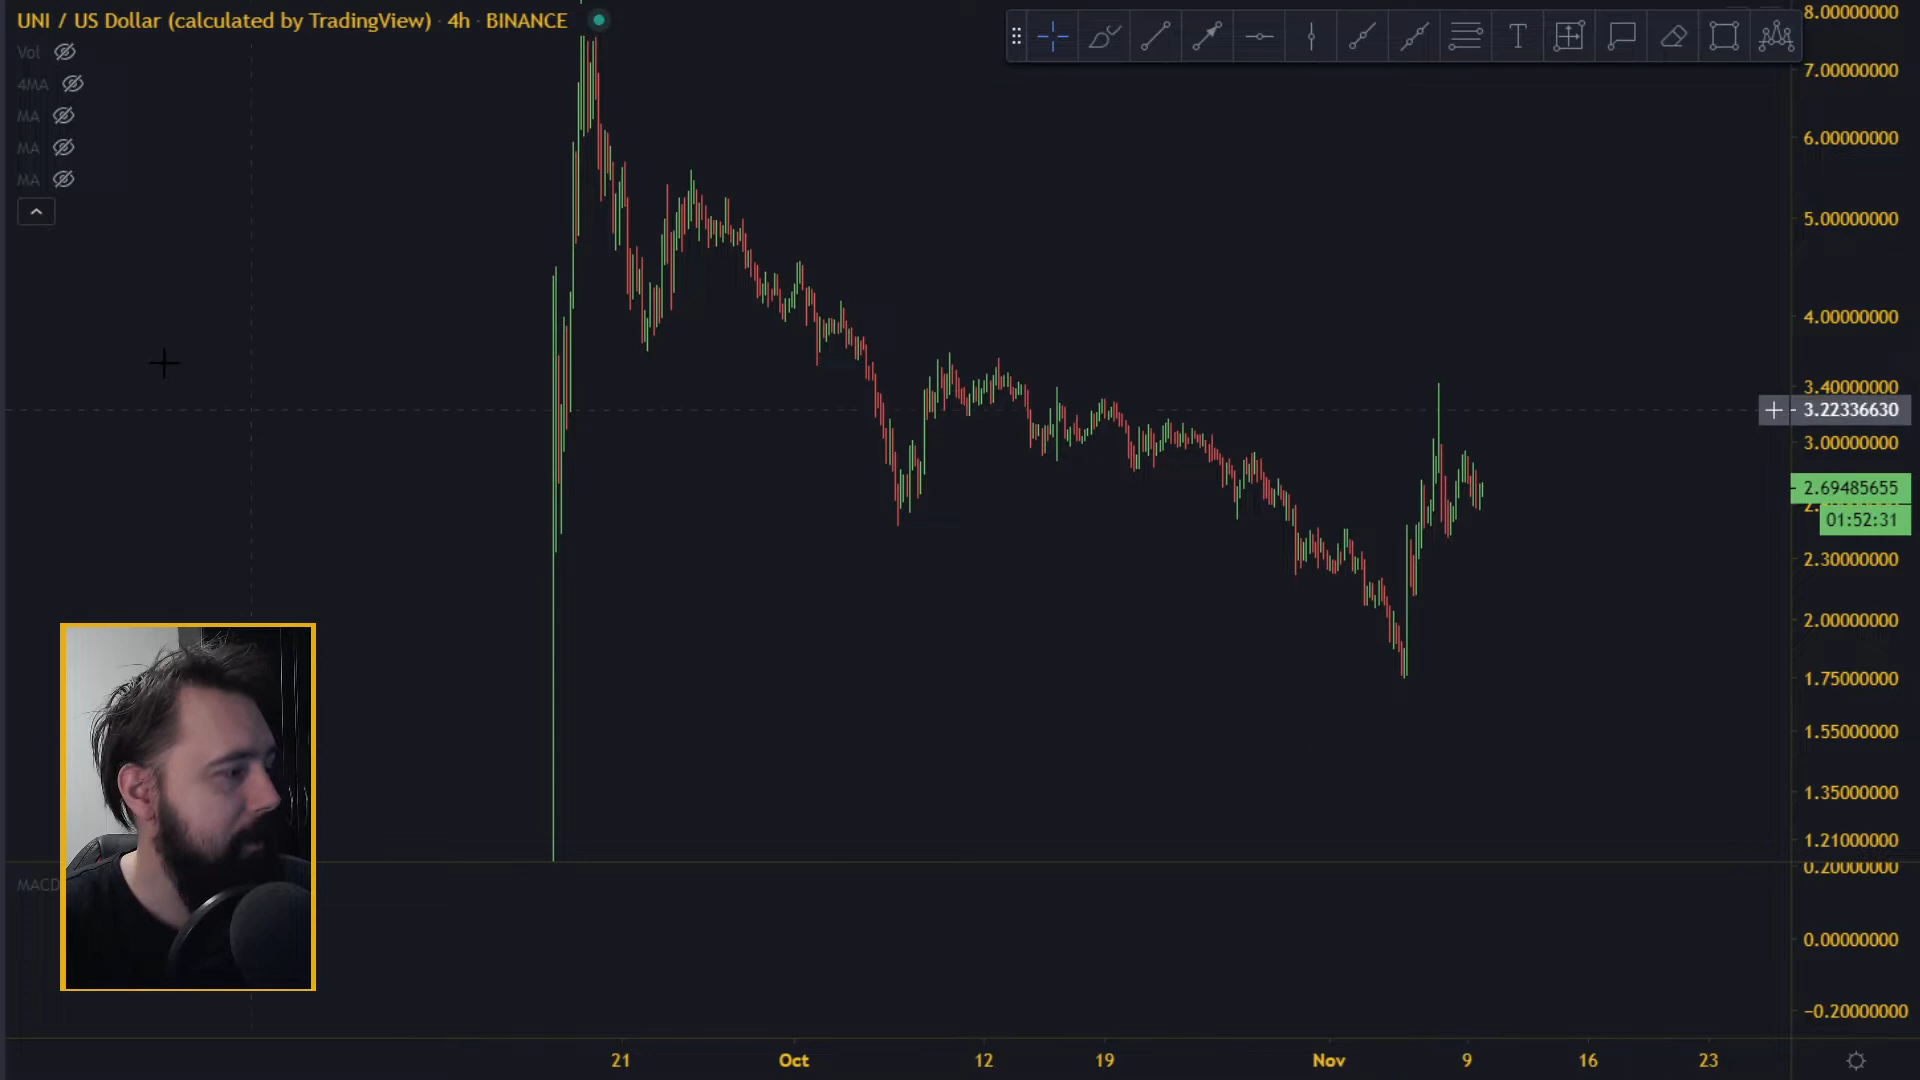 UNI / US Dollar (calculated by TradingView) · 4h · BINANCE
Vol
4MA
MA
MA
MA
T
8.00000000
7.00000000
6.00000000
5.00000000
4.00000000
3.40000000
3.22336630
3.00000000
2.69485655
01:52:31
2.30000000
2.00000000
1.75000000
1.55000000
1.35000000
1.21000000
0.20000000
MACD
0.00000000
−0.20000000
21 Oct 12 19 Nov 9 16 23